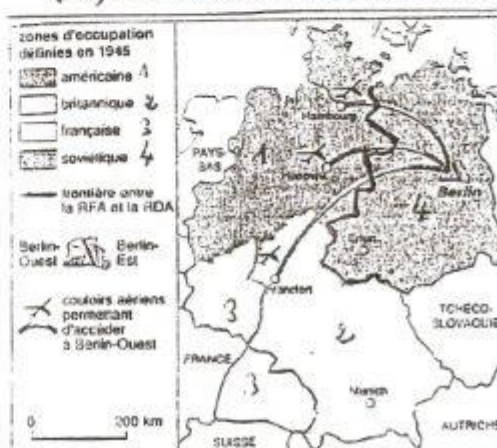 zones d'occupation
définies en 1945
américaine 1
britannique 2
française 3
soviétique 4
frontière entre
la RFA et la RDA
Berlin-
Ouest
Berlin-
Est
couloirs aériens
permettant
d'accéder
à Berlin-Ouest
0 200 km
Hambourg
PAYS-
BAS
1
Hanovre
Berlin
4
Francfort
3
2
TCHÉCO-
SLOVAQUIE
FRANCE
3
Munich
SUISSE
AUTRICHE